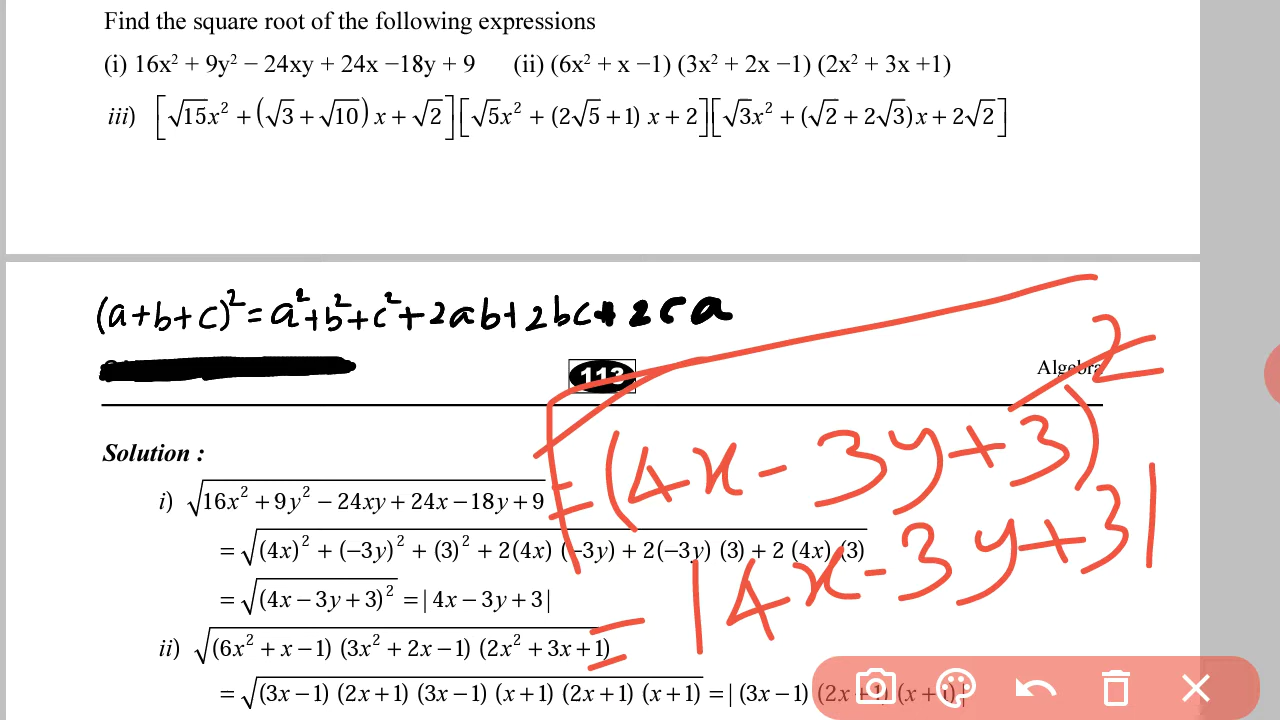 Find the square root of the following expressions
(i) 16x² + 9y² − 24xy + 24x −18y + 9 (ii) (6x² + x −1) (3x² + 2x −1) (2x² + 3x +1)
iii) [√15x² + (√3 + √10) x + √2] [√5x² + (2√5 + 1) x + 2] [√3x² + (√2 + 2√3)x + 2√2]
(a+b+c)² = a²+b²+c²+2ab+2bc+2ca
113 Algebra
√(4x − 3y + 3)²
Solution :
i) √16x² + 9y² − 24xy + 24x − 18y + 9
= √(4x)² + (−3y)² + (3)² + 2(4x) (−3y) + 2(−3y) (3) + 2 (4x) (3)
= |4x − 3y + 3|
= √(4x − 3y + 3)² = | 4x − 3y + 3 |
ii) √(6x² + x − 1) (3x² + 2x − 1) (2x² + 3x + 1)
= √(3x − 1) (2x + 1) (3x − 1) (x + 1) (2x + 1) (x + 1) = | (3x − 1) (2x + 1) (x + 1) |